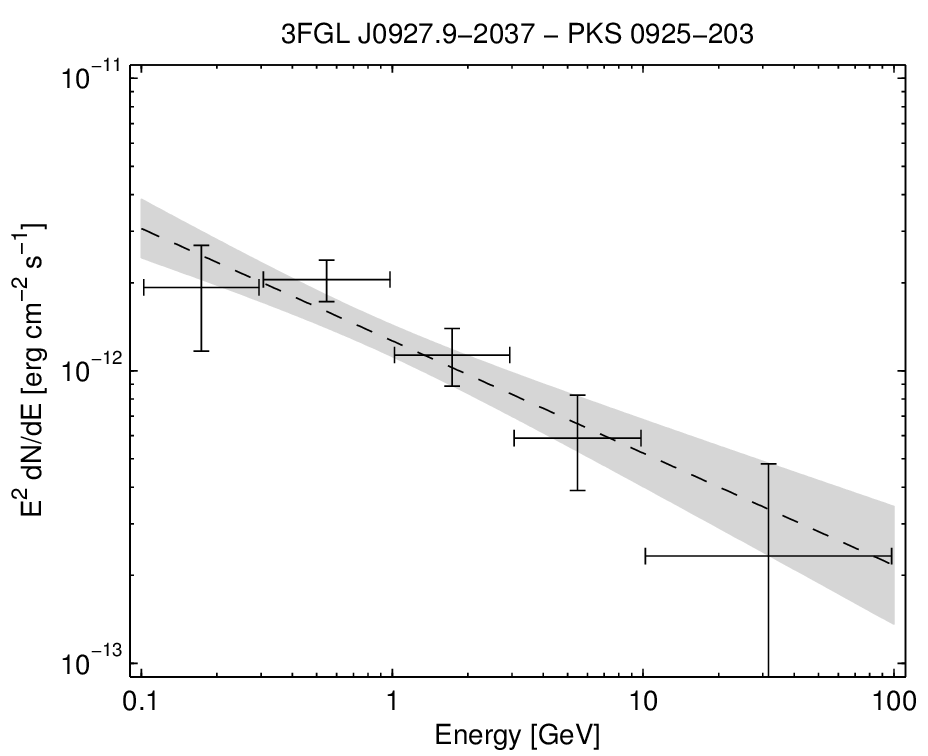 3FGL J0927.9−2037 − PKS 0925−203
10⁻¹¹
10⁻¹²
10⁻¹³
E² dN/dE [erg cm⁻² s⁻¹]
0.1 1 10 100
Energy [GeV]